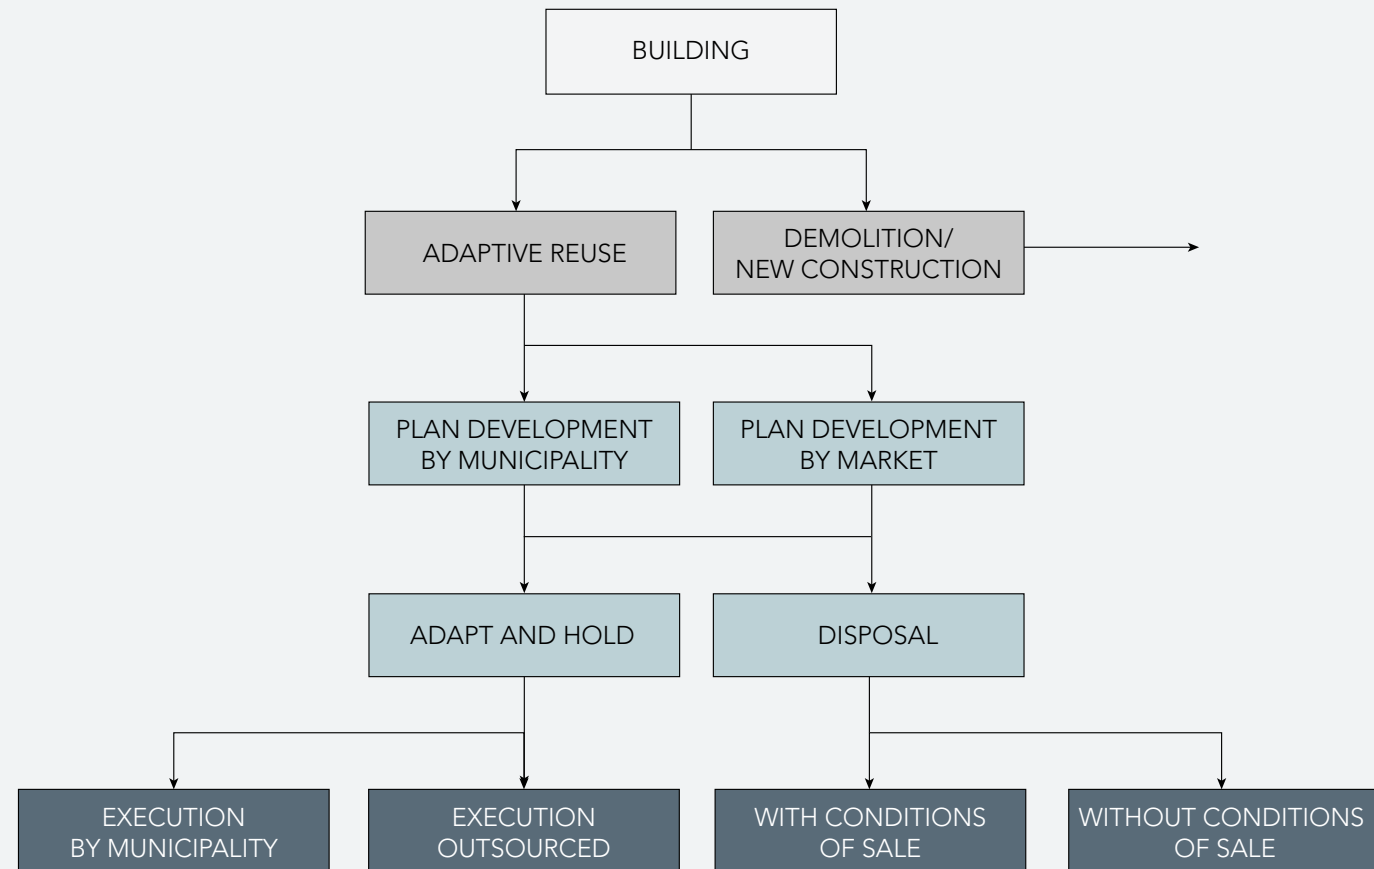 BUILDING
ADAPTIVE REUSE
DEMOLITION/
NEW CONSTRUCTION
PLAN DEVELOPMENT
BY MUNICIPALITY
PLAN DEVELOPMENT
BY MARKET
ADAPT AND HOLD
DISPOSAL
EXECUTION
BY MUNICIPALITY
EXECUTION
OUTSOURCED
WITH CONDITIONS
OF SALE
WITHOUT CONDITIONS
OF SALE